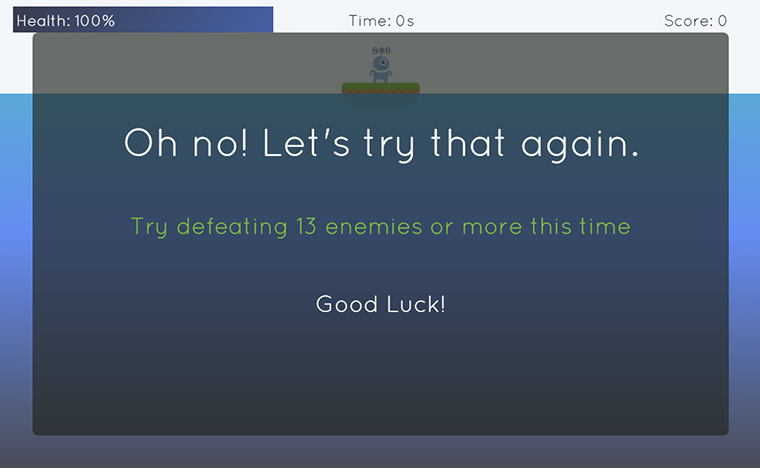 Health: 100%
Time: 0s
Score: 0
BOB
Oh no! Let's try that again.
Try defeating 13 enemies or more this time
Good Luck!